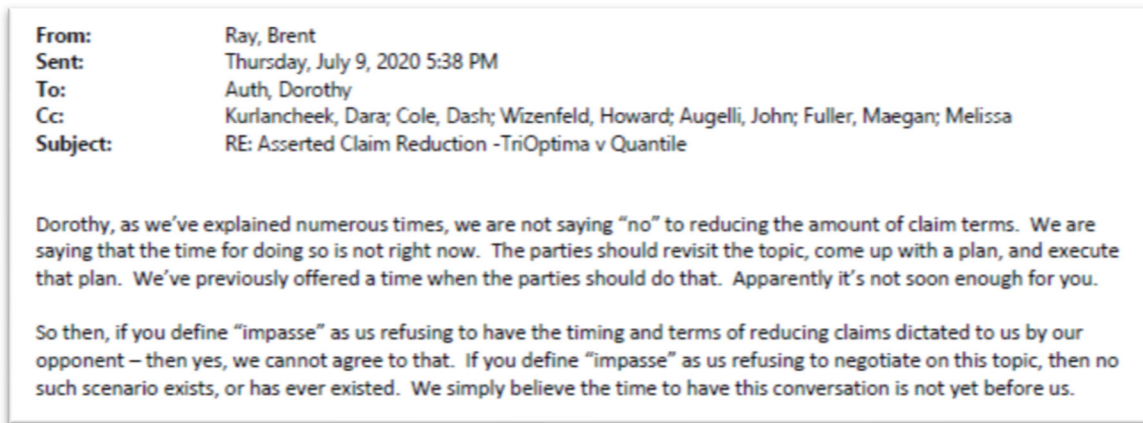 From: Ray, Brent
Sent: Thursday, July 9, 2020 5:38 PM
To: Auth, Dorothy
Cc: Kurlancheek, Dara; Cole, Dash; Wizenfeld, Howard; Augelli, John; Fuller, Maegan; Melissa
Subject: RE: Asserted Claim Reduction -TriOptima v Quantile
Dorothy, as we've explained numerous times, we are not saying “no” to reducing the amount of claim terms.  We are
saying that the time for doing so is not right now.  The parties should revisit the topic, come up with a plan, and execute
that plan.  We've previously offered a time when the parties should do that.  Apparently it's not soon enough for you.
So then, if you define “impasse” as us refusing to have the timing and terms of reducing claims dictated to us by our
opponent – then yes, we cannot agree to that.  If you define “impasse” as us refusing to negotiate on this topic, then no
such scenario exists, or has ever existed.  We simply believe the time to have this conversation is not yet before us.